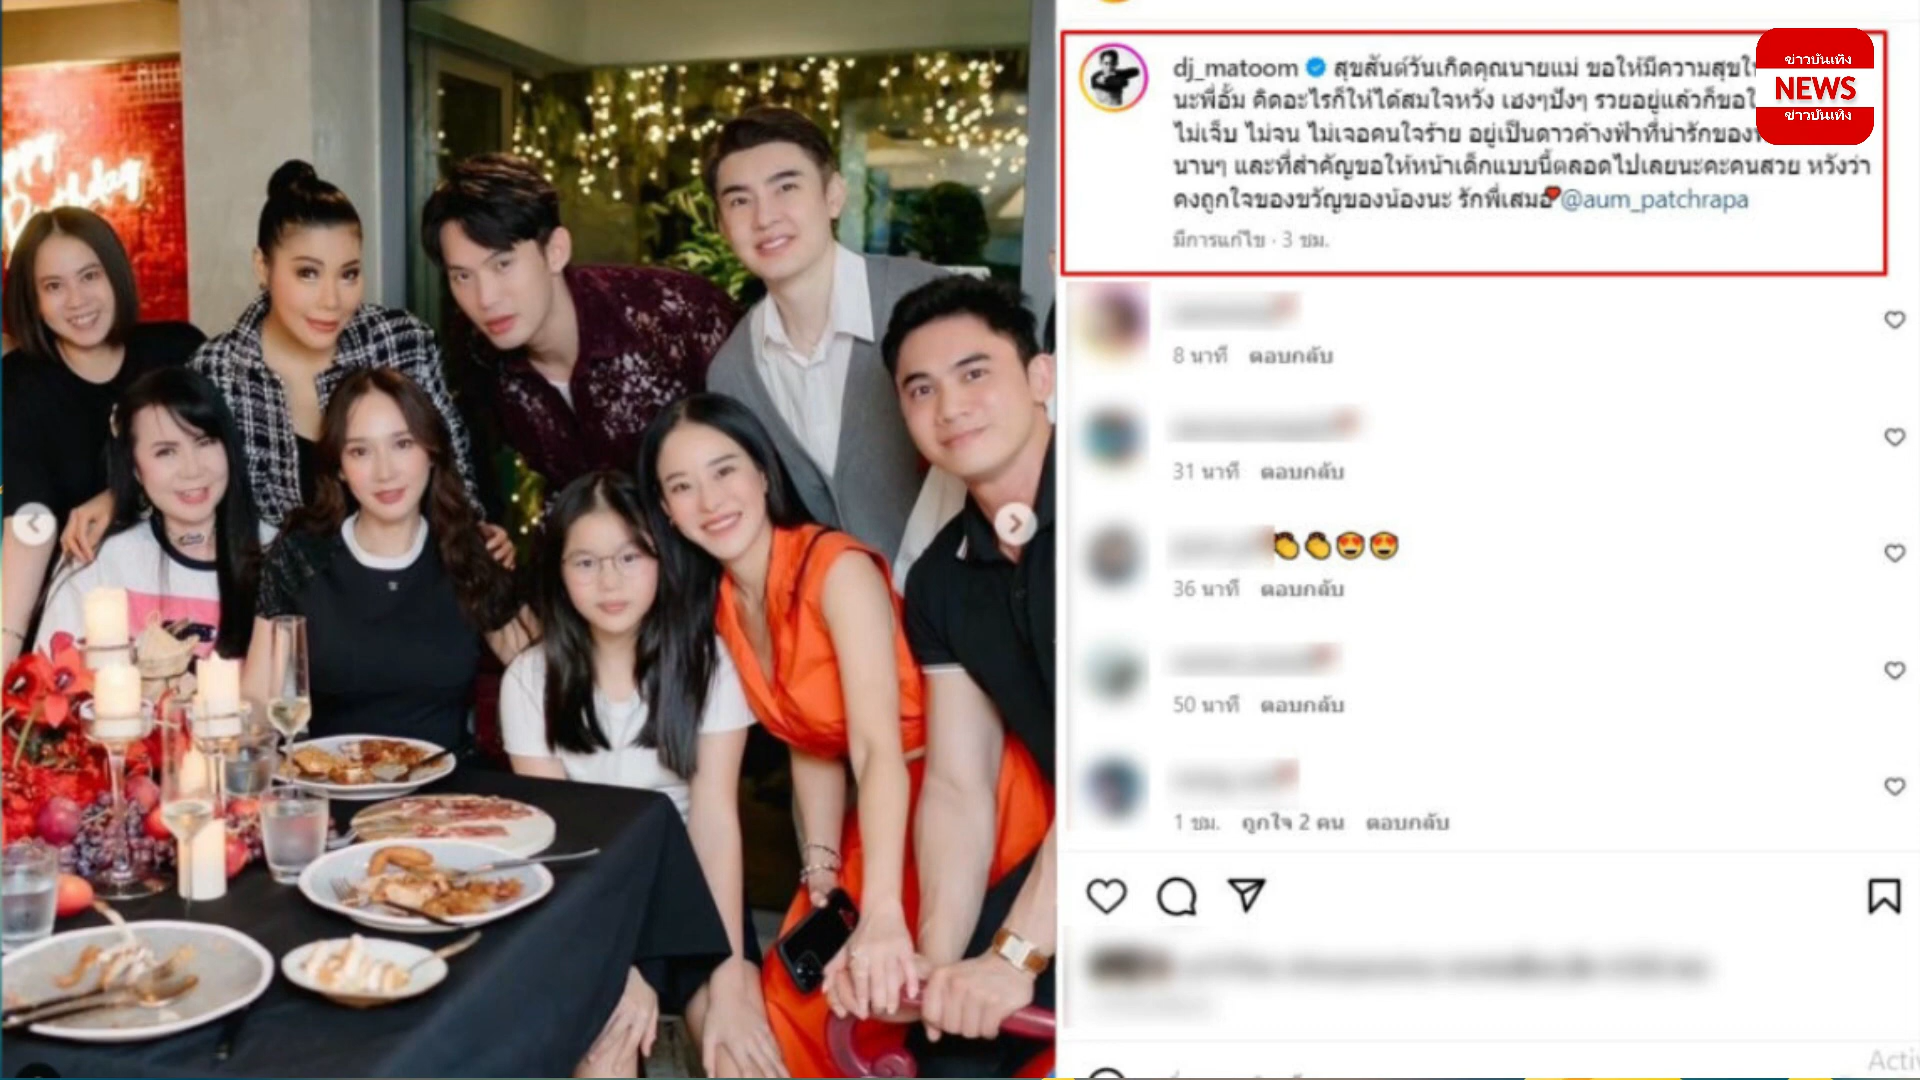 ppy
Birthday
dj_matoom สุขสันต์วันเกิดคุณนายแม่ ขอให้มีความสุข
นะพี่อั้ม คิดอะไรก็ให้ได้สมใจหวัง เฮงๆปังๆ รวยอยู่แล้วก็ขอ
ไม่เจ็บ ไม่จน ไม่เจอคนใจร้าย อยู่เป็นดาวค้างฟ้าที่น่ารักของ
นานๆ และที่สำคัญขอให้หน้าเด็กแบบนี้ตลอดไปเลยนะคะคนสวย หวังว่า
คงถูกใจของขวัญของน้องนะ รักพี่เสมอ❣️@aum_patchrapa
มีการแก้ไข · 3 ชม.
ข่าวบันเทิง
NEWS
ข่าวบันเทิง
8 นาที ตอบกลับ
31 นาที ตอบกลับ
👏👏😍😍
36 นาที ตอบกลับ
50 นาที ตอบกลับ
1 ชม. ถูกใจ 2 คน ตอบกลับ
Acti